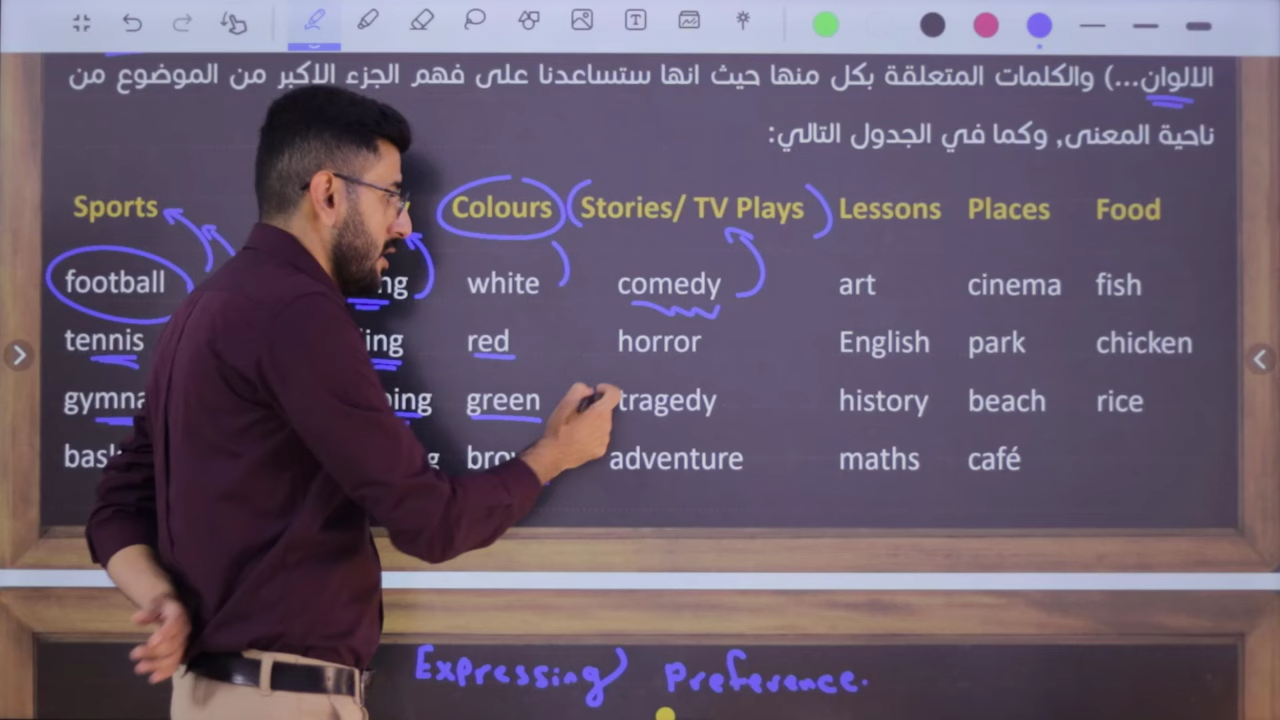 الالوان...) والكلمات المتعلقة بكل منها حيث انها ستساعدنا على فهم الجزء الاكبر من الموضوع من
ناحية المعنى, وكما في الجدول التالي:
Sports Colours Stories/ TV Plays Lessons Places Food
football white comedy art cinema fish
tennis red horror English park chicken
green tragedy history beach rice
adventure maths café
Expressing Preference.